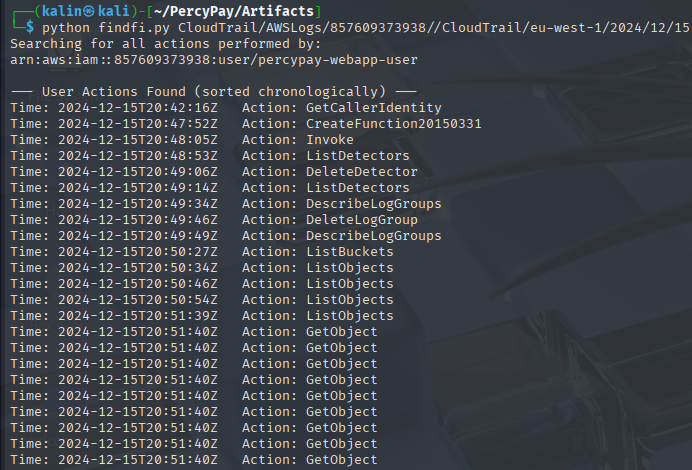 ┌──(kalin㉿kali)-[~/PercyPay/Artifacts]
└─$ python findfi.py CloudTrail/AWSLogs/857609373938//CloudTrail/eu-west-1/2024/12/15
Searching for all actions performed by:
arn:aws:iam::857609373938:user/percypay-webapp-user
─── User Actions Found (sorted chronologically) ───
Time: 2024-12-15T20:42:16Z   Action: GetCallerIdentity
Time: 2024-12-15T20:47:52Z   Action: CreateFunction20150331
Time: 2024-12-15T20:48:05Z   Action: Invoke
Time: 2024-12-15T20:48:53Z   Action: ListDetectors
Time: 2024-12-15T20:49:06Z   Action: DeleteDetector
Time: 2024-12-15T20:49:14Z   Action: ListDetectors
Time: 2024-12-15T20:49:34Z   Action: DescribeLogGroups
Time: 2024-12-15T20:49:46Z   Action: DeleteLogGroup
Time: 2024-12-15T20:49:49Z   Action: DescribeLogGroups
Time: 2024-12-15T20:50:27Z   Action: ListBuckets
Time: 2024-12-15T20:50:34Z   Action: ListObjects
Time: 2024-12-15T20:50:46Z   Action: ListObjects
Time: 2024-12-15T20:50:54Z   Action: ListObjects
Time: 2024-12-15T20:51:39Z   Action: ListObjects
Time: 2024-12-15T20:51:40Z   Action: GetObject
Time: 2024-12-15T20:51:40Z   Action: GetObject
Time: 2024-12-15T20:51:40Z   Action: GetObject
Time: 2024-12-15T20:51:40Z   Action: GetObject
Time: 2024-12-15T20:51:40Z   Action: GetObject
Time: 2024-12-15T20:51:40Z   Action: GetObject
Time: 2024-12-15T20:51:40Z   Action: GetObject
Time: 2024-12-15T20:51:40Z   Action: GetObject
Time: 2024-12-15T20:51:40Z   Action: GetObject